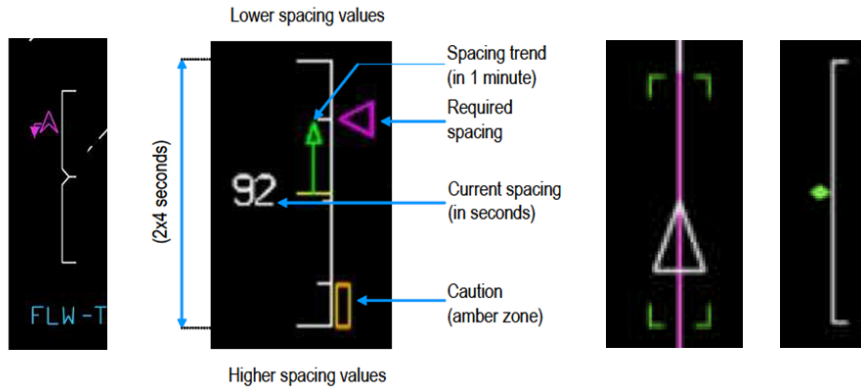 Lower spacing values
Spacing trend
(in 1 minute)
Required
spacing
92
Current spacing
(in seconds)
(2x4 seconds)
Caution
(amber zone)
FLW-T
Higher spacing values